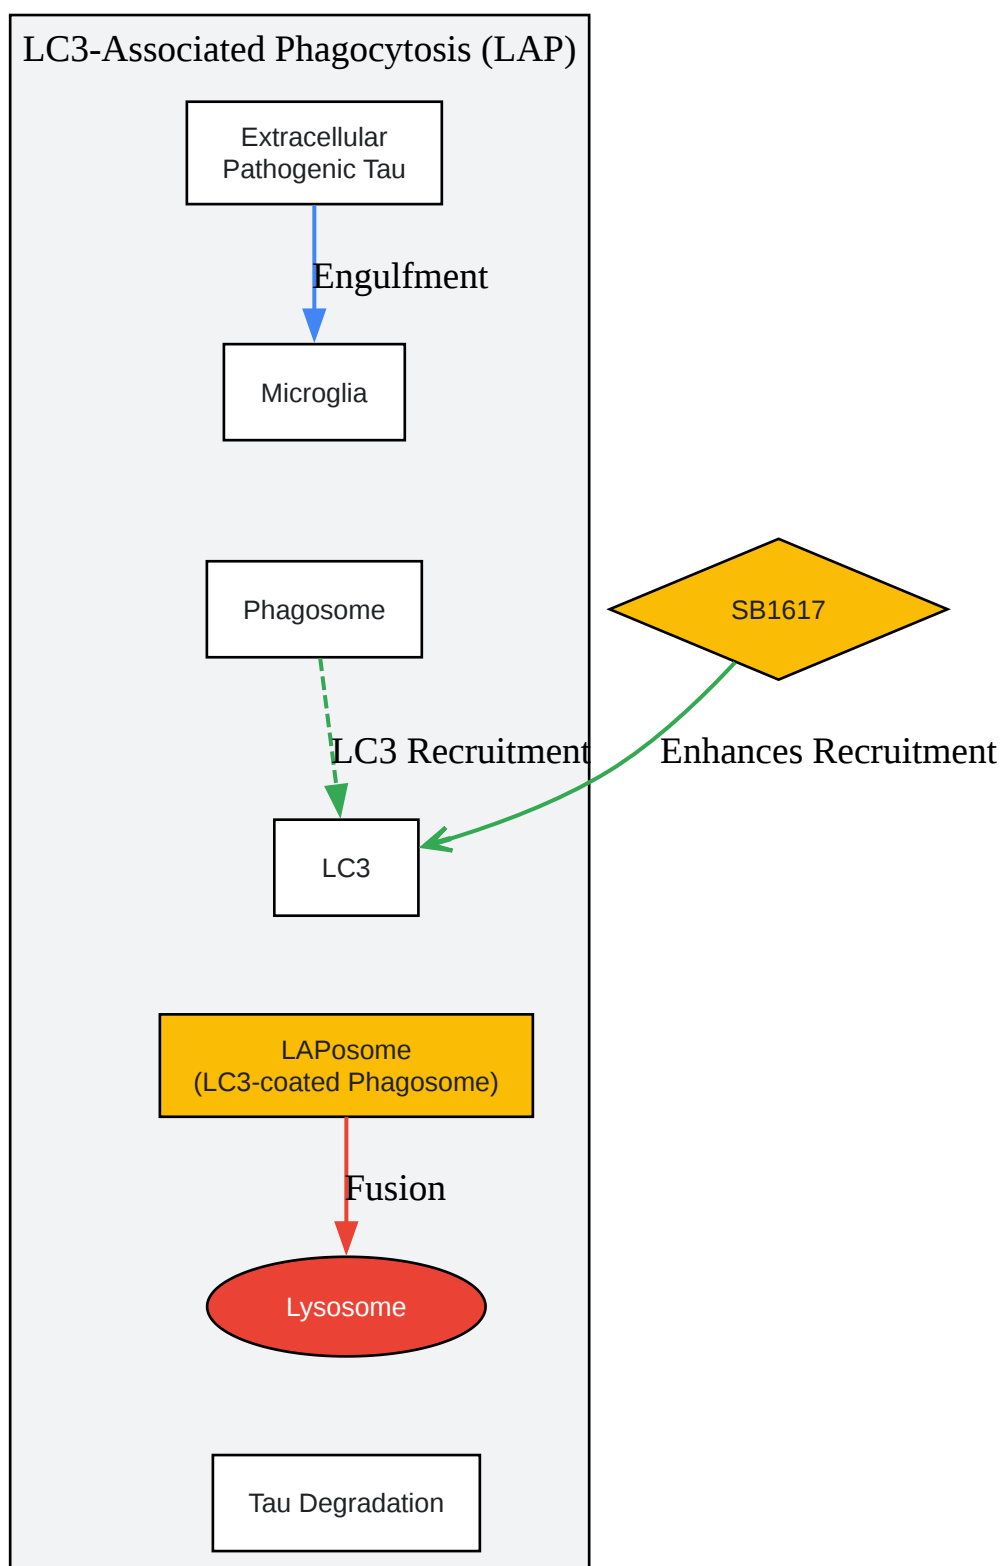 LC3-Associated Phagocytosis (LAP)
Extracellular
Pathogenic Tau
Engulfment
Microglia
Phagosome
SB1617
LC3 Recruitment
Enhances Recruitment
LC3
LAPosome
(LC3-coated Phagosome)
Fusion
Lysosome
Tau Degradation